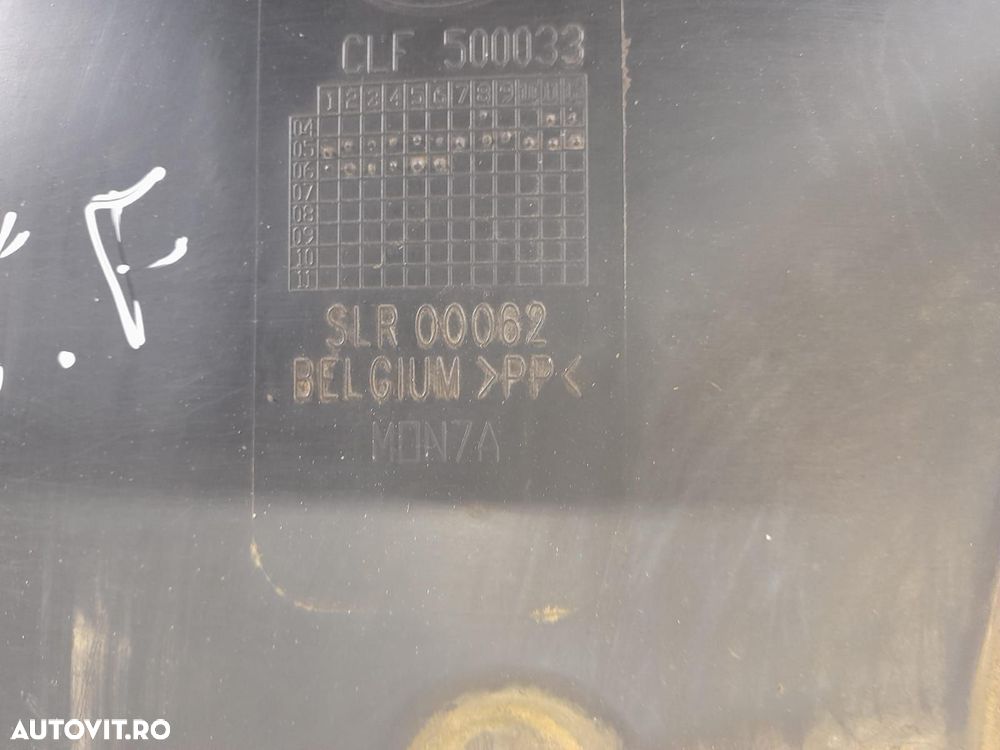 CLF 500033
1 2 3 4 5 6 7 8 9 10 11 12
04
05
06
07
08
09
10
11
SLR 00062
BELGIUM >PP<
MONZA
F
AUTOVIT.RO